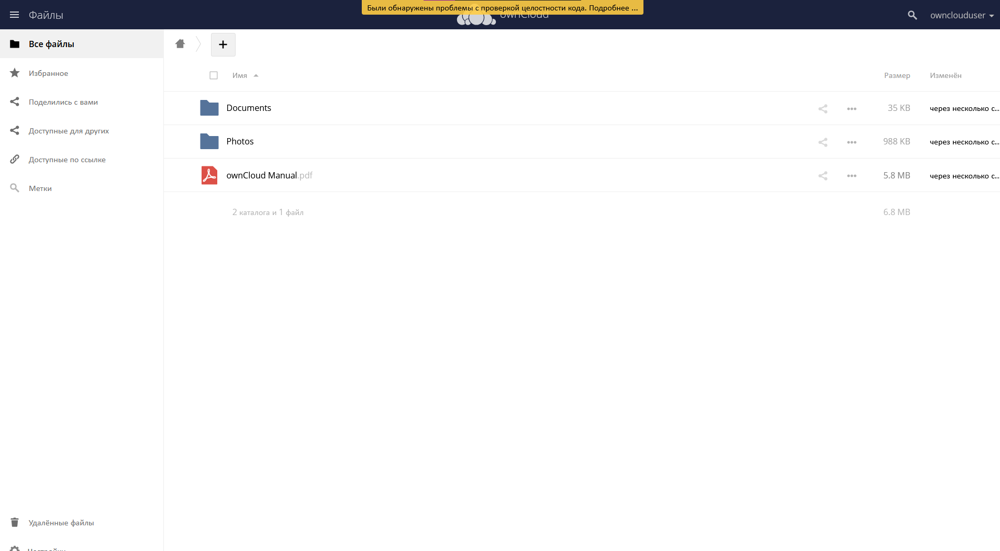 Были обнаружены проблемы с проверкой целостности кода. Подробнее ...
Файлы
ownCloud
ownclouduser
Все файлы
Избранное
Поделились с вами
Доступные для других
Доступные по ссылке
Метки
Удалённые файлы
Настройки
Имя Размер Изменён
Documents 35 KB через несколько с...
Photos 988 KB через несколько с...
ownCloud Manual.pdf 5.8 MB через несколько с...
2 каталога и 1 файл 6.8 MB